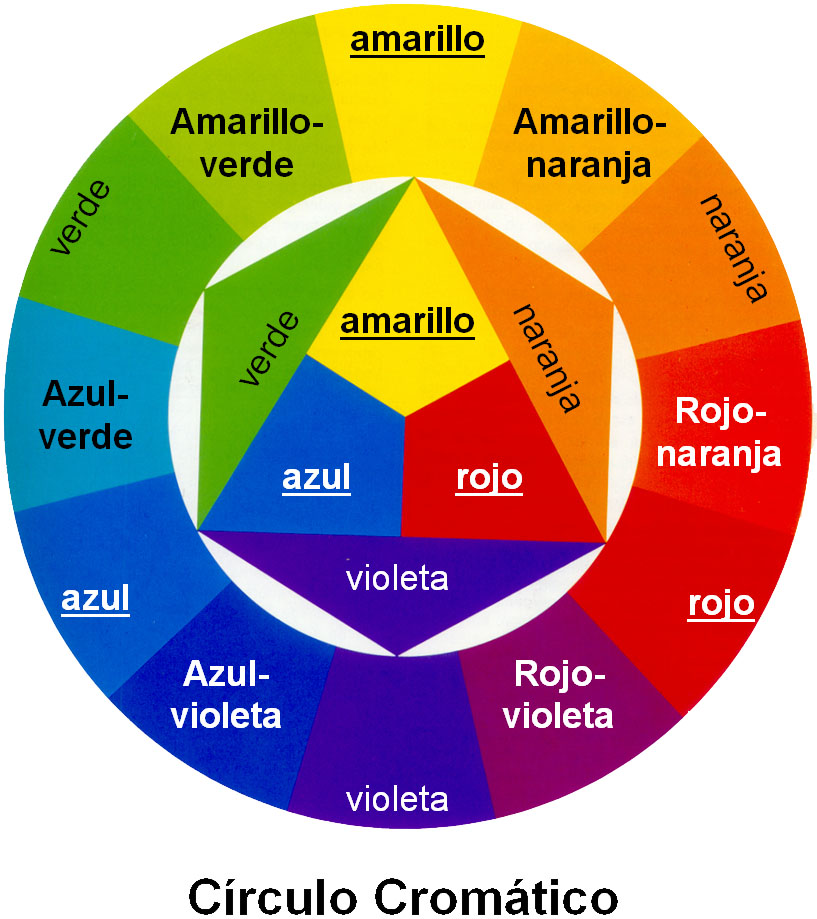 amarillo
Amarillo-
verde
Amarillo-
naranja
verde
naranja
Azul-
verde
Rojo-
naranja
azul
rojo
Azul-
violeta
Rojo-
violeta
violeta
amarillo
verde
naranja
azul
rojo
violeta
Círculo Cromático